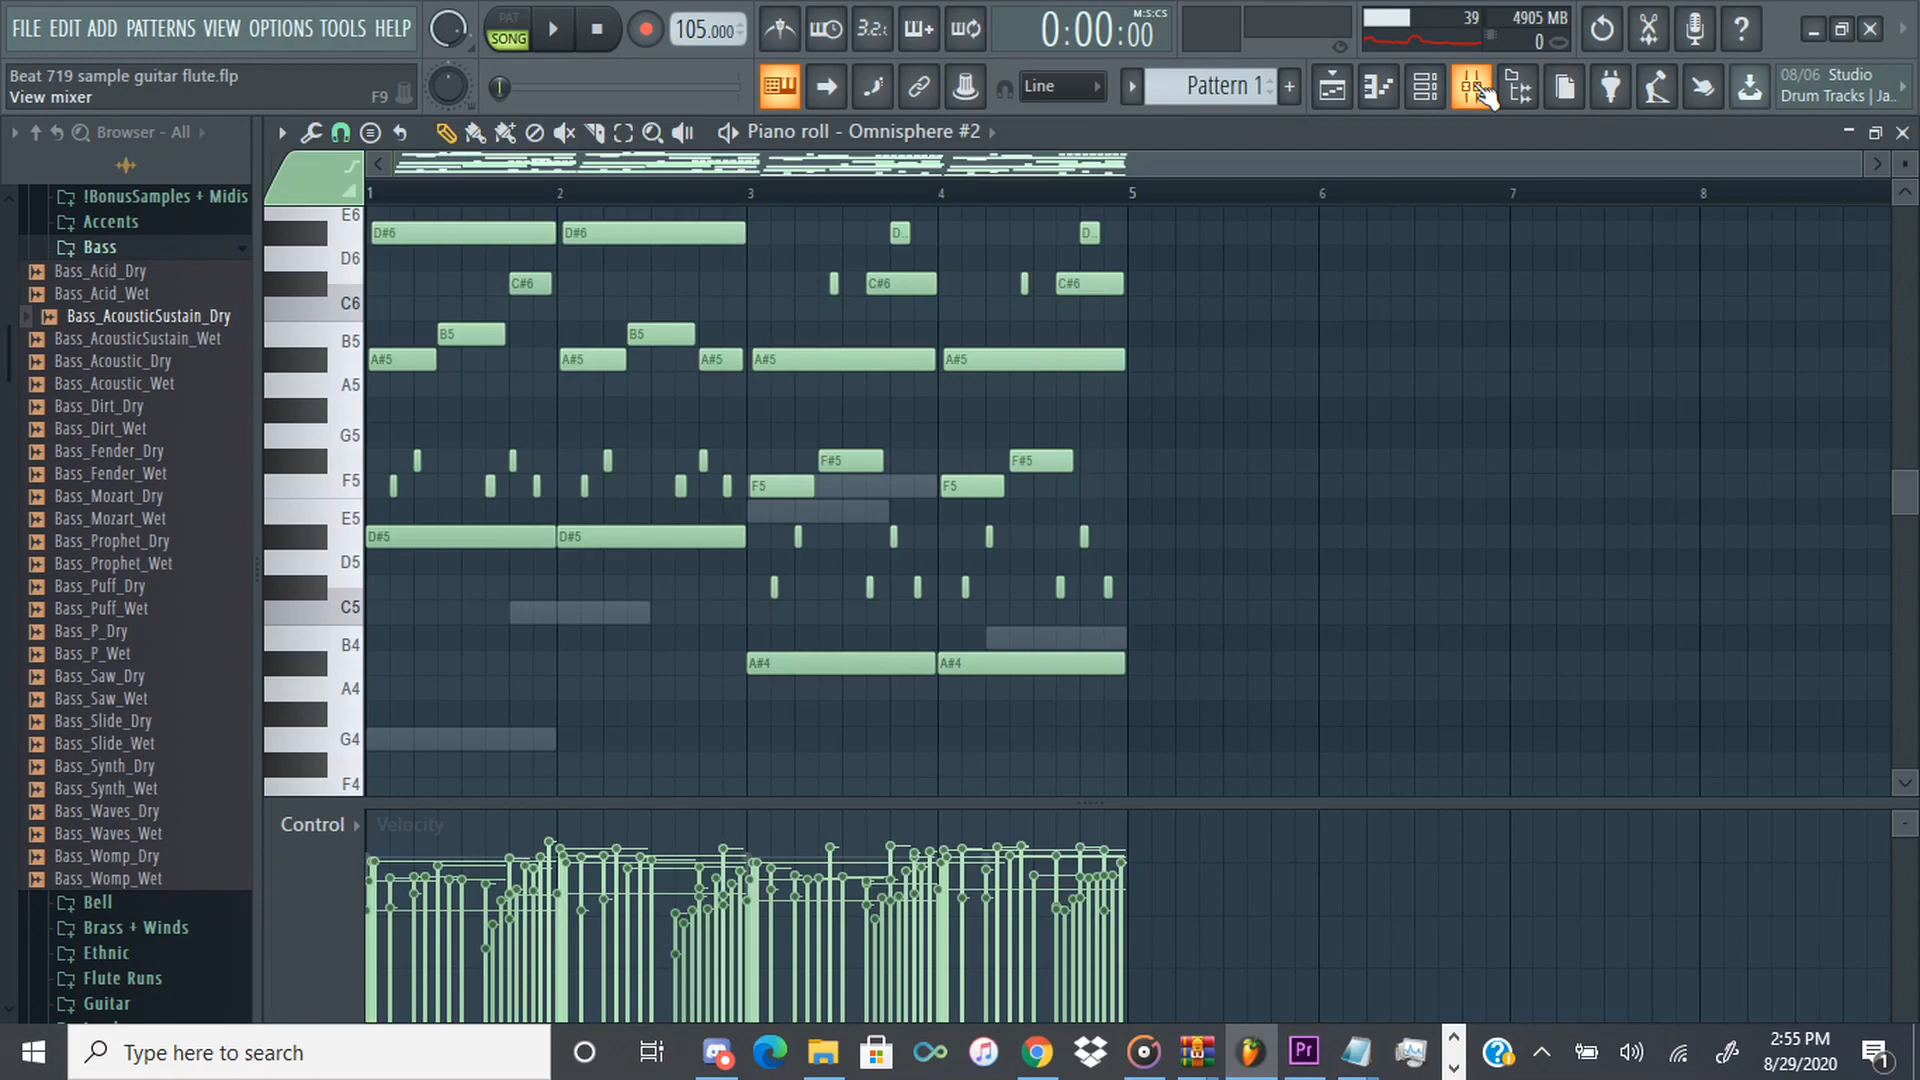 FILE EDIT ADD PATTERNS VIEW OPTIONS TOOLS HELP
PAT
SONG
105.000
3.2.
0:00:00
M:S:CS
39
4905 MB
0
Beat 719 sample guitar flute.flp
View mixer
F9
Line
Pattern 1
+
08/06 Studio
Drum Tracks | Ja..
Browser - All
Piano roll - Omnisphere #2
1 2 3 4 5 6 7 8
!BonusSamples + Midis
Accents
Bass
Bass_Acid_Dry
Bass_Acid_Wet
Bass_AcousticSustain_Dry
Bass_AcousticSustain_Wet
Bass_Acoustic_Dry
Bass_Acoustic_Wet
Bass_Dirt_Dry
Bass_Dirt_Wet
Bass_Fender_Dry
Bass_Fender_Wet
Bass_Mozart_Dry
Bass_Mozart_Wet
Bass_Prophet_Dry
Bass_Prophet_Wet
Bass_Puff_Dry
Bass_Puff_Wet
Bass_P_Dry
Bass_P_Wet
Bass_Saw_Dry
Bass_Saw_Wet
Bass_Slide_Dry
Bass_Slide_Wet
Bass_Synth_Dry
Bass_Synth_Wet
Bass_Waves_Dry
Bass_Waves_Wet
Bass_Womp_Dry
Bass_Womp_Wet
Bell
Brass + Winds
Ethnic
Flute Runs
Guitar
E6
D#6 D#6 D.. D..
D6
C#6 C#6 C#6
C6
B5 B5
B5
A#5 A#5 A#5 A#5 A#5
A5
G5
F#5 F#5
F5
F5 F5
E5
D#5 D#5
D5
C5
B4
A#4 A#4
A4
G4
F4
Control
Velocity
Type here to search
Pr
2:55 PM
8/29/2020
1